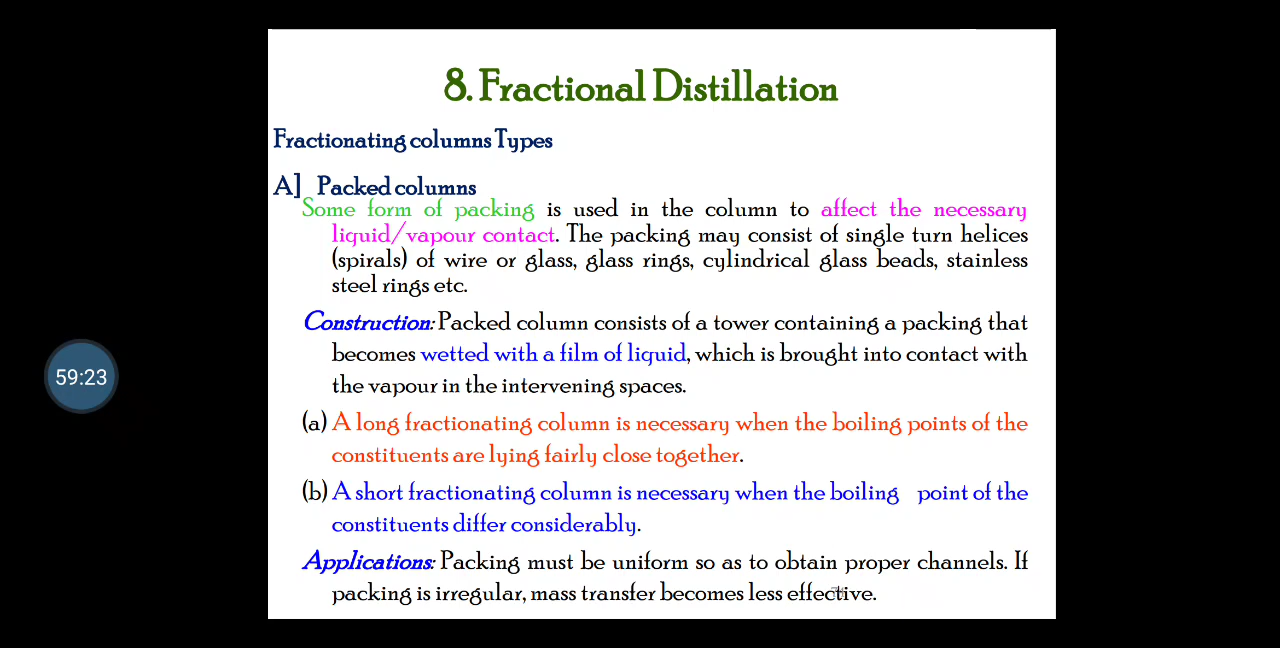 8. Fractional Distillation
Fractionating columns Types
A] Packed columns
Some form of packing is used in the column to affect the necessary
liquid/vapour contact. The packing may consist of single turn helices
(spirals) of wire or glass, glass rings, cylindrical glass beads, stainless
steel rings etc.
Construction: Packed column consists of a tower containing a packing that
becomes wetted with a film of liquid, which is brought into contact with
the vapour in the intervening spaces.
59:23
(a) A long fractionating column is necessary when the boiling points of the
constituents are lying fairly close together.
(b) A short fractionating column is necessary when the boiling point of the
constituents differ considerably.
Applications: Packing must be uniform so as to obtain proper channels. If
packing is irregular, mass transfer becomes less effective.